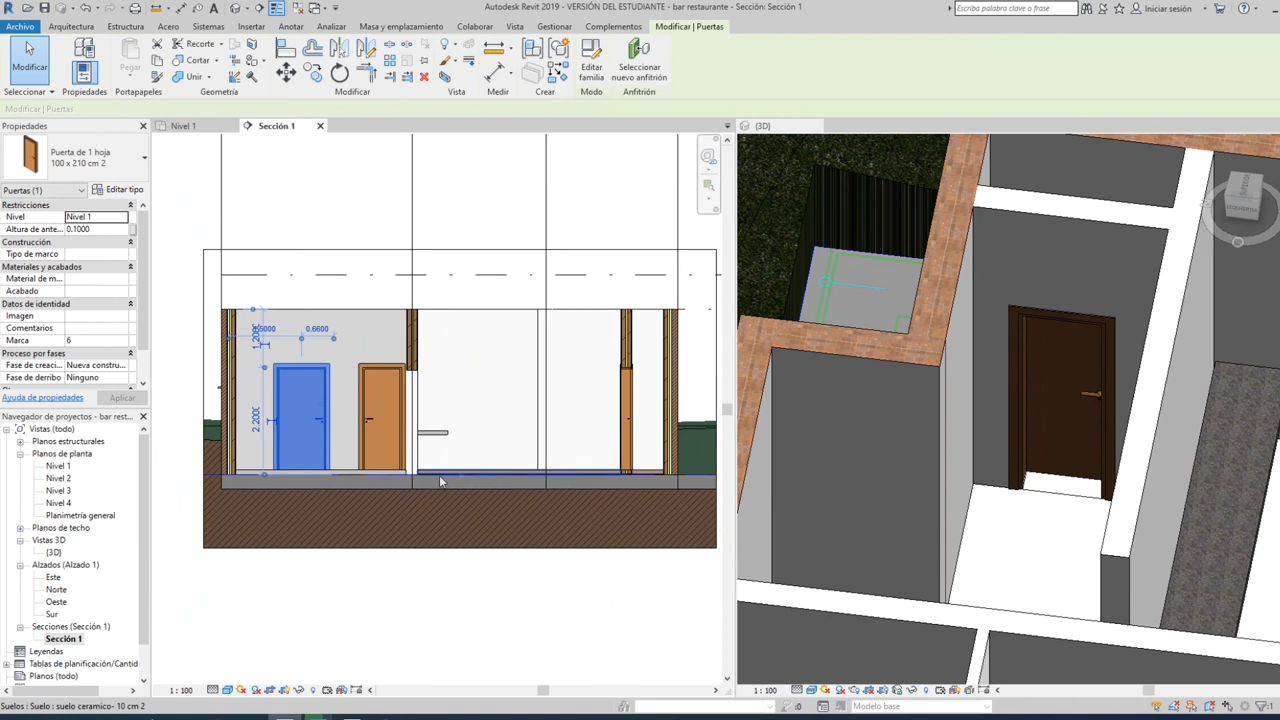 Autodesk Revit 2019 - VERSIÓN DEL ESTUDIANTE - bar restaurante - Sección: Sección 1
Escriba palabra clave o frase
Iniciar sesión
Archivo Arquitectura Estructura Acero Sistemas Insertar Anotar Analizar Masa y emplazamiento Colaborar Vista Gestionar Complementos Modificar | Puertas
Modificar
Propiedades
Pegar
Recorte
Cortar
Unir
Editar familia
Seleccionar nuevo anfitrión
Seleccionar Propiedades Portapapeles Geometría Modificar Vista Medir Crear Modo Anfitrión
Modificar | Puertas
Propiedades
Puerta de 1 hoja
100 x 210 cm 2
Puertas (1) Editar tipo
Restricciones
Nivel Nivel 1
Altura de ante... 0.1000
Construcción
Tipo de marco
Materiales y acabados
Material de m...
Acabado
Datos de identidad
Imagen
Comentarios
Marca 6
Proceso por fases
Fase de creaci... Nueva constru...
Fase de derribo Ninguno
Ayuda de propiedades Aplicar
Navegador de proyectos - bar rest...
Vistas (todo)
Planos estructurales
Planos de planta
Nivel 1
Nivel 2
Nivel 3
Nivel 4
Planimetría general
Planos de techo
Vistas 3D
{3D}
Alzados (Alzado 1)
Este
Norte
Oeste
Sur
Secciones (Sección 1)
Sección 1
Leyendas
Tablas de planificación/Cantid
Planos (todo)
Nivel 1
Sección 1
0.6600
{3D}
IZQUIERDA
1 : 100
1 : 100
Suelos : Suelo : suelo ceramico- 10 cm 2
:0
Modelo base
:1